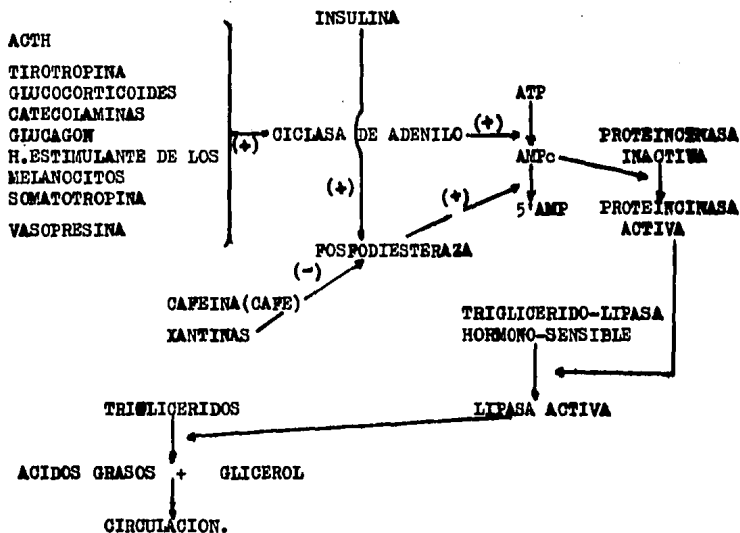 INSULINA
ACTH
TIROTROPINA
GLUCOCORTICOIDES
CATECOLAMINAS
GLUCAGON
H.ESTIMULANTE DE LOS
MELANOCITOS
SOMATOTROPINA
VASOPRESINA
(+)
CICLASA DE ADENILO
(+)
ATP
AMPc
5'AMP
PROTEINCINASA
INACTIVA
PROTEINCINASA
ACTIVA
(+)
(+)
FOSFODIESTERAZA
(-)
CAFEINA(CAFE)
XANTINAS
TRIGLICERIDO-LIPASA
HORMONO-SENSIBLE
TRIGLICERIDOS
LIPASA ACTIVA
ACIDOS GRASOS + GLICEROL
CIRCULACION.